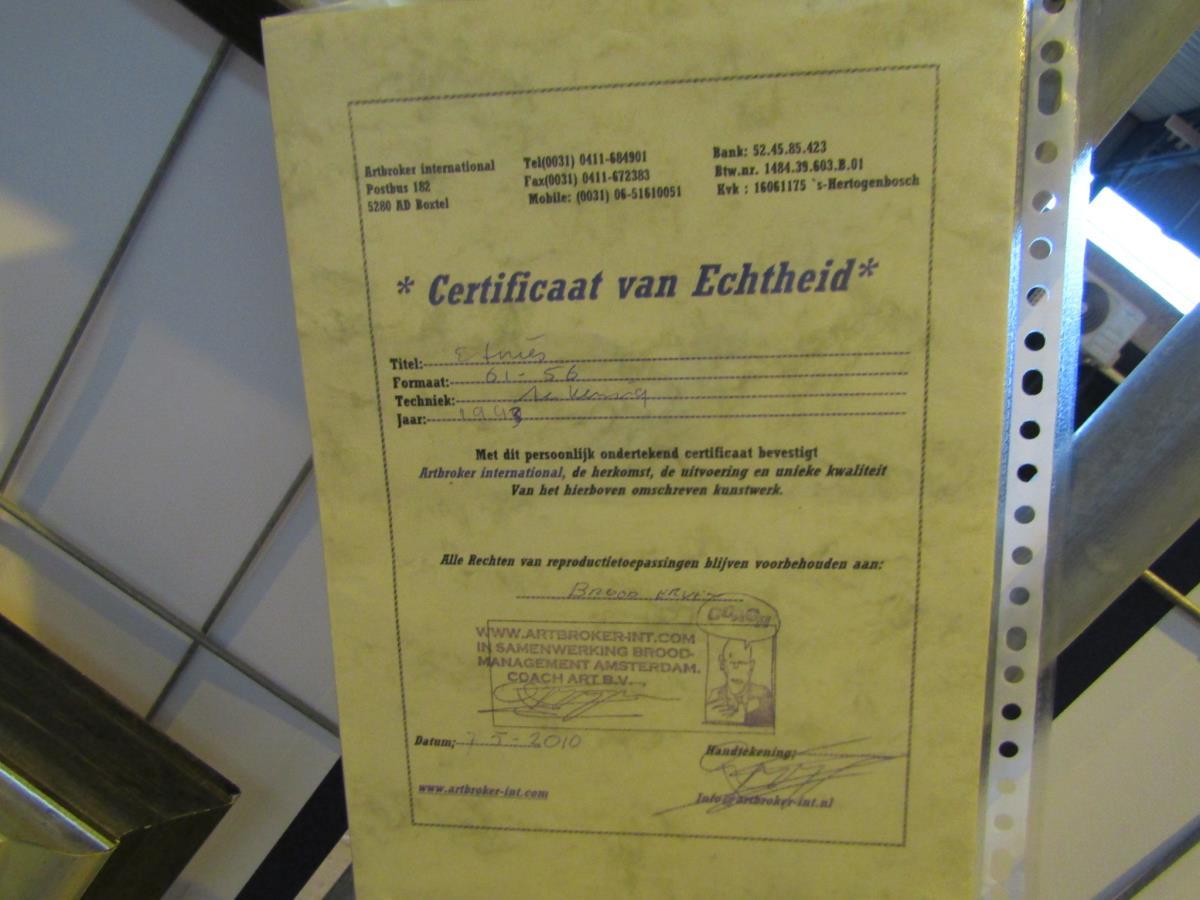 Artbroker international
Postbus 182
5280 AD Boxtel
Tel(0031) 0411-684901
Fax(0031) 0411-672383
Mobile: (0031) 06-51610051
Bank: 52.45.85.423
Btw.nr. 1484.39.603.B.01
Kvk : 16061175 `s-Hertogenbosch
* Certificaat van Echtheid*
Titel:
Formaat: 61 - 56
Techniek:
Jaar:
Met dit persoonlijk ondertekend certificaat bevestigt
Artbroker international, de herkomst, de uitvoering en unieke kwaliteit
Van het hierboven omschreven kunstwerk.
Alle Rechten van reproductietoepassingen blijven voorbehouden aan:
BROOD
COACH
WWW.ARTBROKER-INT.COM
IN SAMENWERKING BROOD-
MANAGEMENT AMSTERDAM.
COACH ART B.V.
Datum; 7-5-2010
Handtekening;
www.artbroker-int.com
Info@artbroker-int.nl